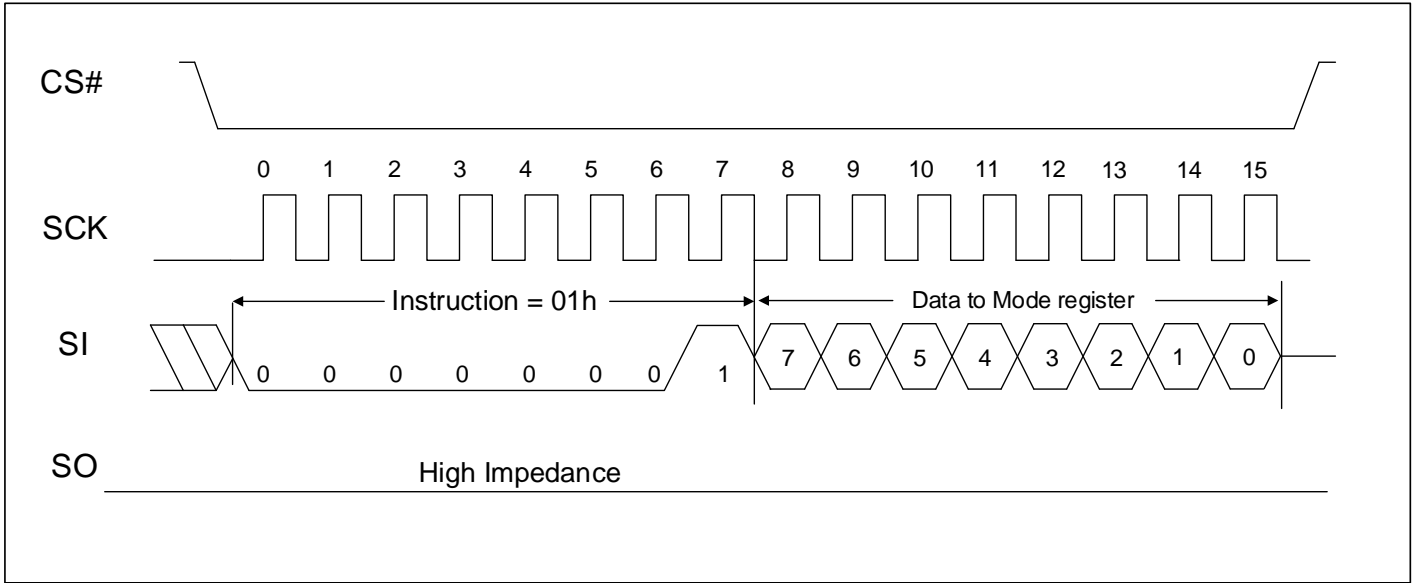 CS#
0 1 2 3 4 5 6 7 8 9 10 11 12 13 14 15
SCK
Instruction = 01h Data to Mode register
SI
0 0 0 0 0 0 0 1 7 6 5 4 3 2 1 0
SO
High Impedance